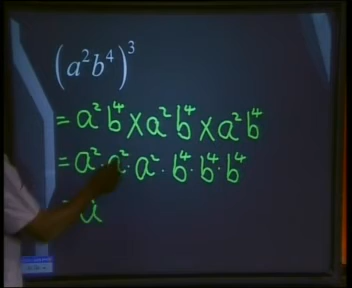 (a²b⁴)³
= a²b⁴ × a²b⁴ × a²b⁴
= a² · a² · a² · b⁴ · b⁴ · b⁴